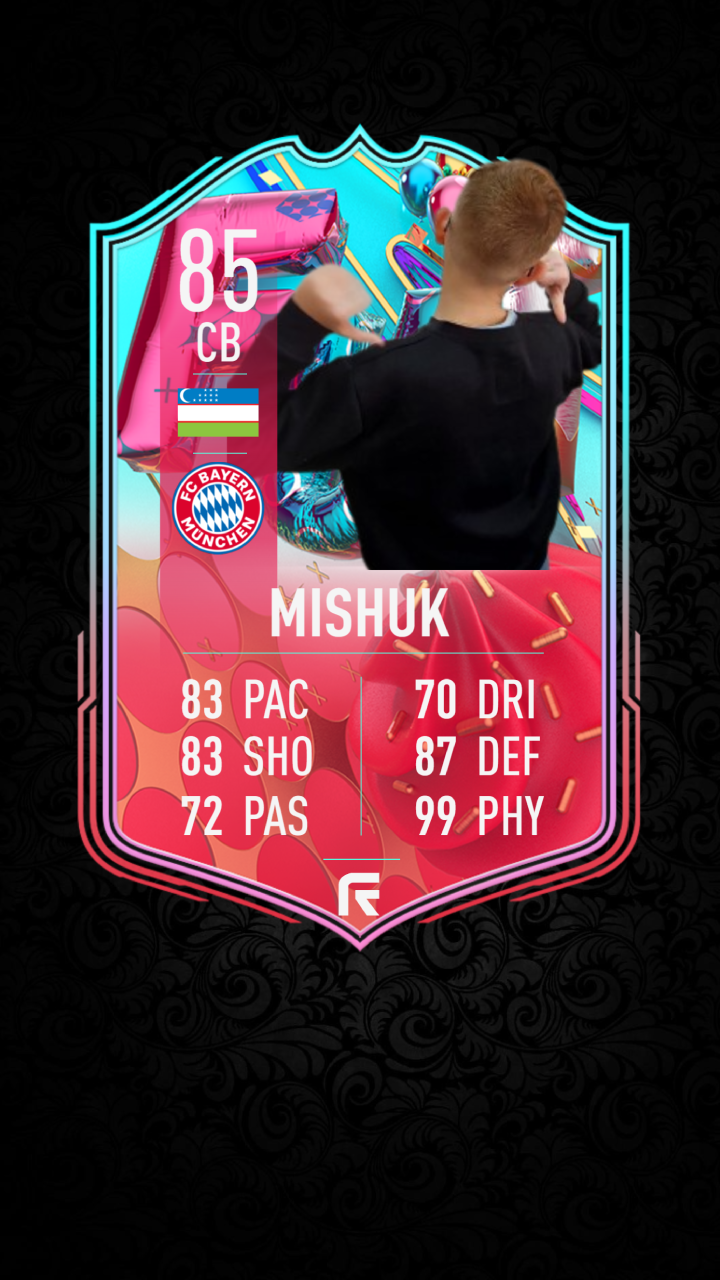 85
CB
FC BAYERN
MÜNCHEN
MISHUK
83 PAC
83 SHO
72 PAS
70 DRI
87 DEF
99 PHY